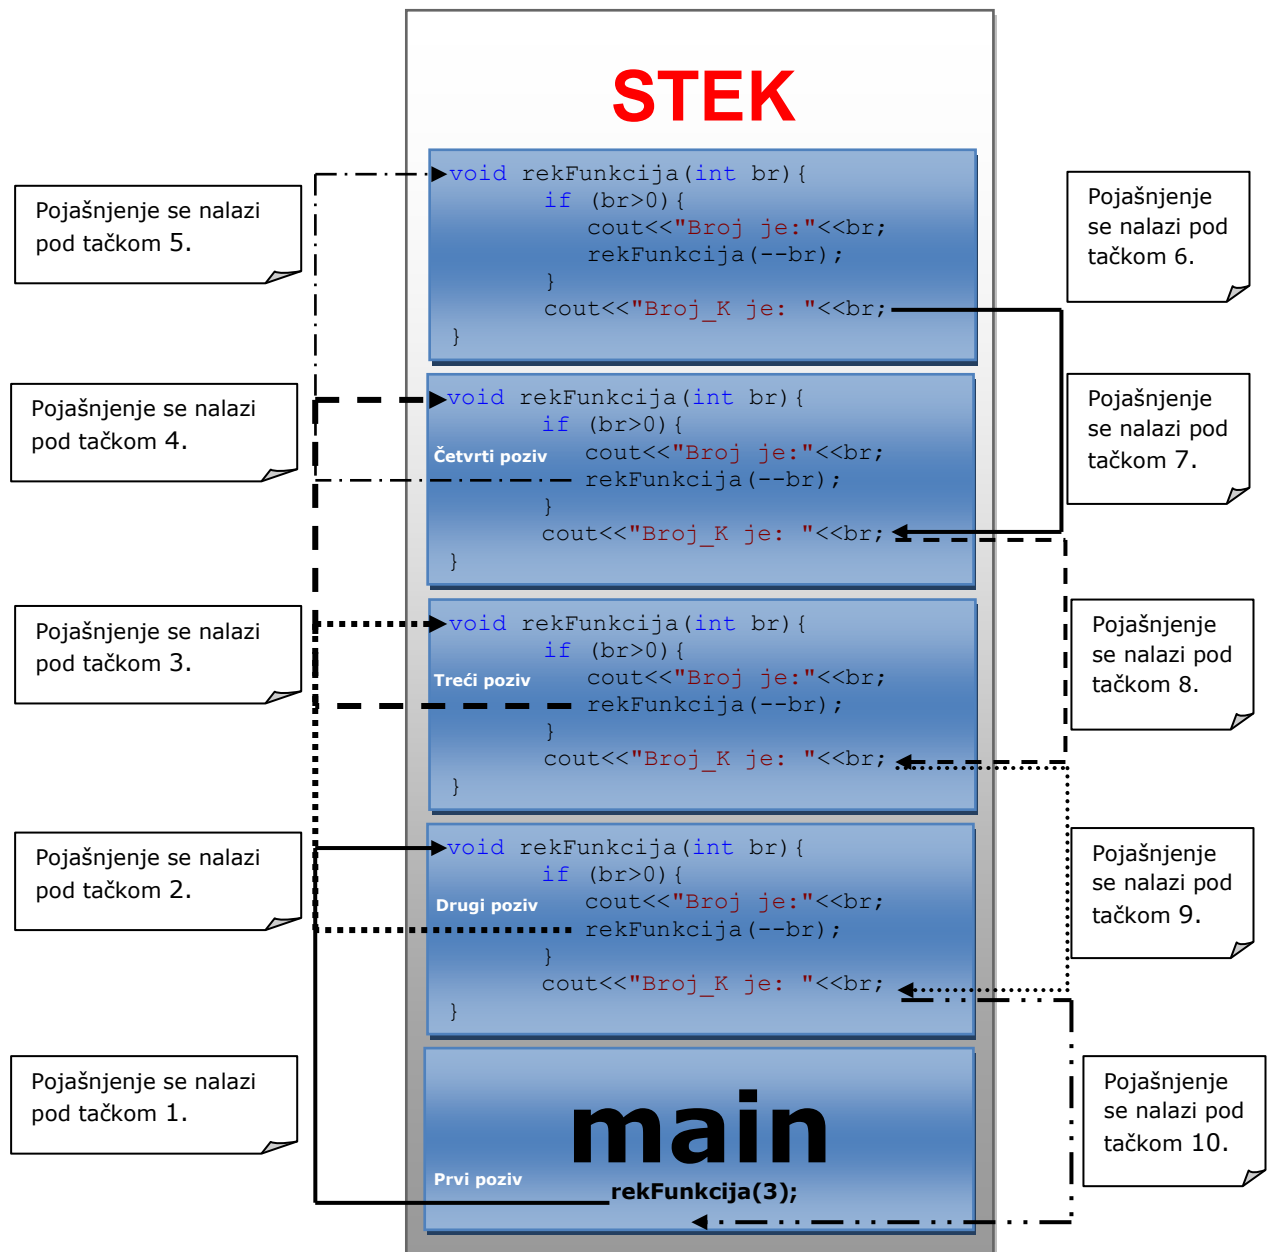 STEK
Pojašnjenje se nalazi
pod tačkom 5.
void rekFunkcija(int br){
if (br>0){
cout<<"Broj je:"<<br;
rekFunkcija(--br);
}
cout<<"Broj_K je: "<<br;
}
Pojašnjenje
se nalazi pod
tačkom 6.
Pojašnjenje se nalazi
pod tačkom 4.
void rekFunkcija(int br){
if (br>0){
Četvrti poziv cout<<"Broj je:"<<br;
rekFunkcija(--br);
}
cout<<"Broj_K je: "<<br;
}
Pojašnjenje
se nalazi pod
tačkom 7.
Pojašnjenje se nalazi
pod tačkom 3.
void rekFunkcija(int br){
if (br>0){
Treći poziv cout<<"Broj je:"<<br;
rekFunkcija(--br);
}
cout<<"Broj_K je: "<<br;
}
Pojašnjenje
se nalazi pod
tačkom 8.
Pojašnjenje se nalazi
pod tačkom 2.
void rekFunkcija(int br){
if (br>0){
Drugi poziv cout<<"Broj je:"<<br;
rekFunkcija(--br);
}
cout<<"Broj_K je: "<<br;
}
Pojašnjenje
se nalazi pod
tačkom 9.
Pojašnjenje se nalazi
pod tačkom 1.
main
Prvi poziv
rekFunkcija(3);
Pojašnjenje
se nalazi pod
tačkom 10.